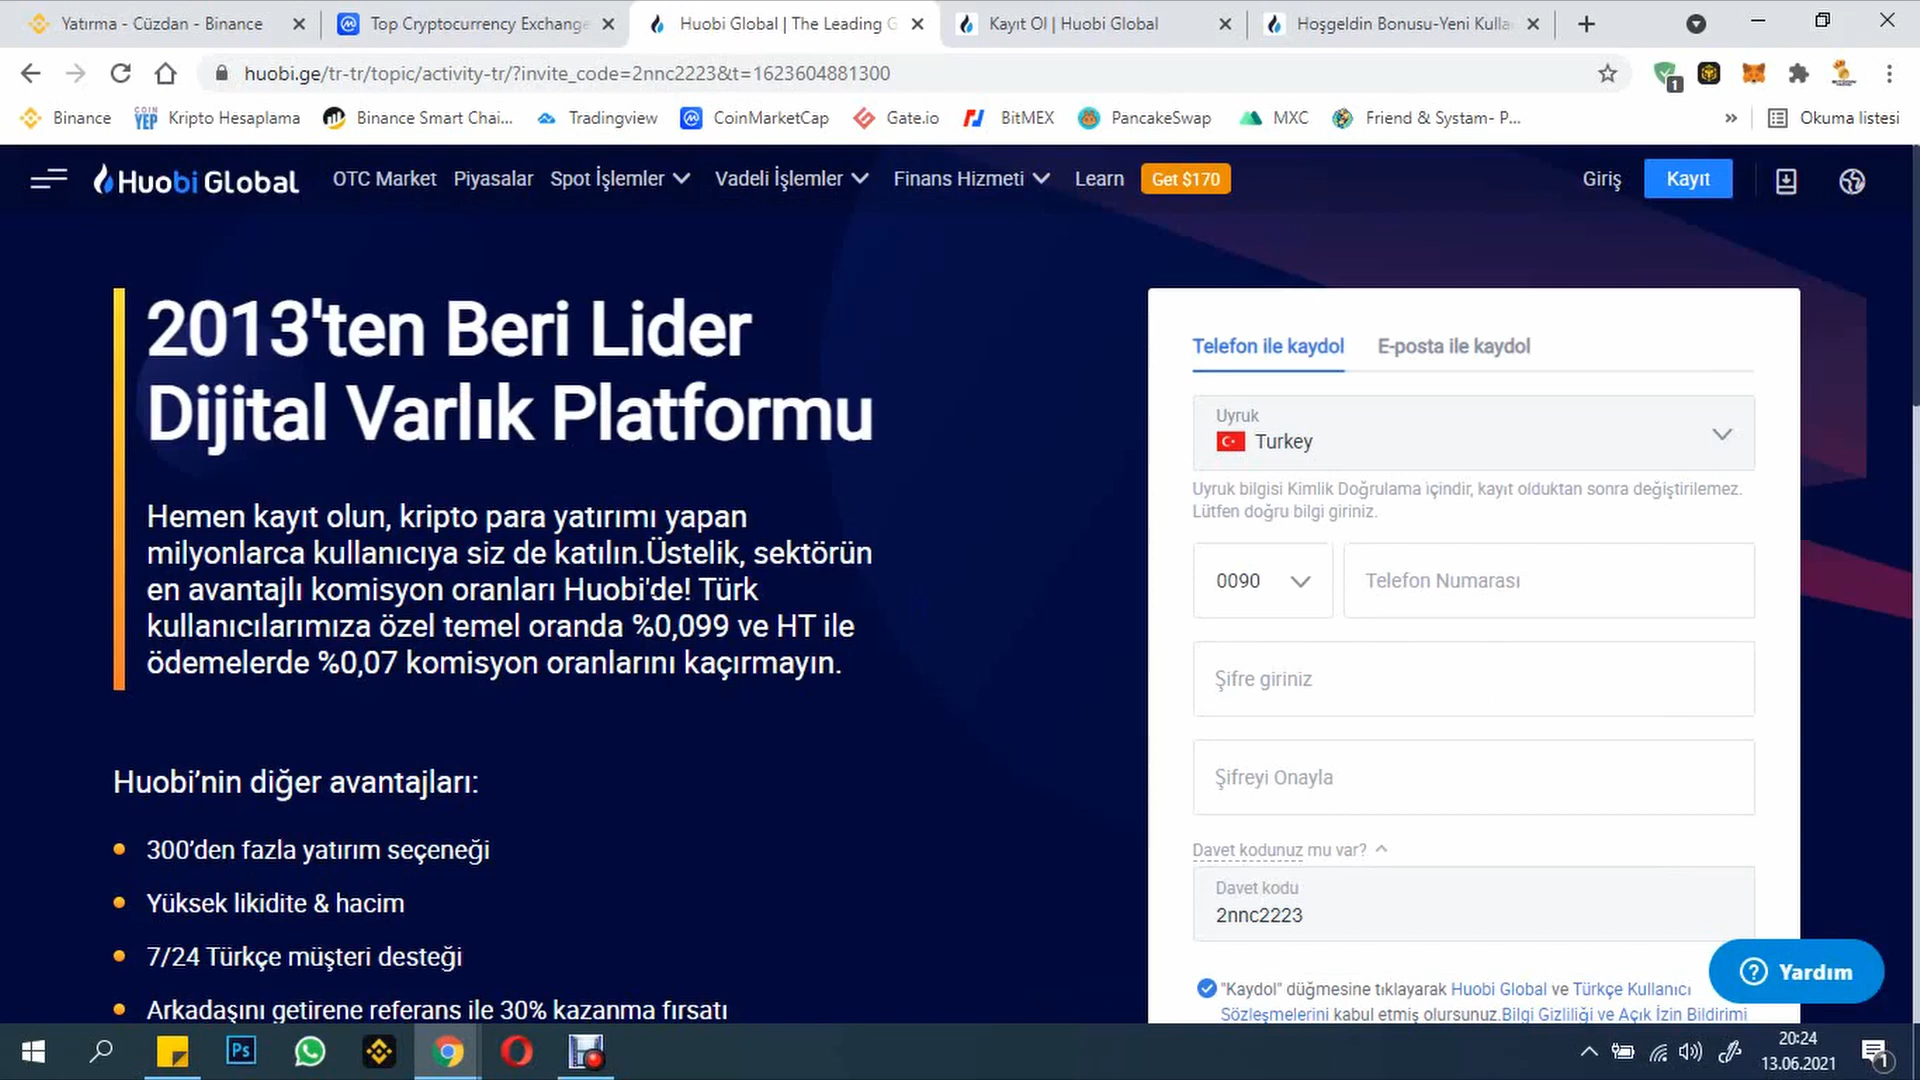 Yatırma - Cüzdan - Binance
Top Cryptocurrency Exchange
Huobi Global | The Leading G
Kayıt Ol | Huobi Global
Hoşgeldin Bonusu-Yeni Kulla
huobi.ge/tr-tr/topic/activity-tr/?invite_code=2nnc2223&t=1623604881300
1
Binance
COIN YEP
Kripto Hesaplama
Binance Smart Chai...
Tradingview
CoinMarketCap
Gate.io
BitMEX
PancakeSwap
MXC
Friend & Systam- P...
»
Okuma listesi
Huobi Global
OTC Market
Piyasalar
Spot İşlemler
Vadeli İşlemler
Finans Hizmeti
Learn
Get $170
Giriş
Kayıt
2013'ten Beri Lider
Dijital Varlık Platformu
Hemen kayıt olun, kripto para yatırımı yapan
milyonlarca kullanıcıya siz de katılın.Üstelik, sektörün
en avantajlı komisyon oranları Huobi'de! Türk
kullanıcılarımıza özel temel oranda %0,099 ve HT ile
ödemelerde %0,07 komisyon oranlarını kaçırmayın.
Huobi’nin diğer avantajları:
300’den fazla yatırım seçeneği
Yüksek likidite & hacim
7/24 Türkçe müşteri desteği
Arkadaşını getirene referans ile 30% kazanma fırsatı
Telefon ile kaydol
E-posta ile kaydol
Uyruk
Turkey
Uyruk bilgisi Kimlik Doğrulama içindir, kayıt olduktan sonra değiştirilemez.
Lütfen doğru bilgi giriniz.
0090
Telefon Numarası
Şifre giriniz
Şifreyi Onayla
Davet kodunuz mu var?
Davet kodu
2nnc2223
"Kaydol" düğmesine tıklayarak Huobi Global ve Türkçe Kullanıcı
Sözleşmelerini kabul etmiş olursunuz.Bilgi Gizliliği ve Açık İzin Bildirimi
Yardım
Ps
20:24
13.06.2021
1